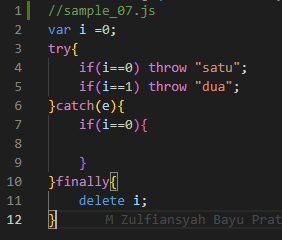 1 //sample_07.js
2 var i =0;
3 try{
4 if(i==0) throw "satu";
5 if(i==1) throw "dua";
6 }catch(e){
7 if(i==0){
8
9 }
10 }finally{
11 delete i;
12 } M Zulfiansyah Bayu Prat